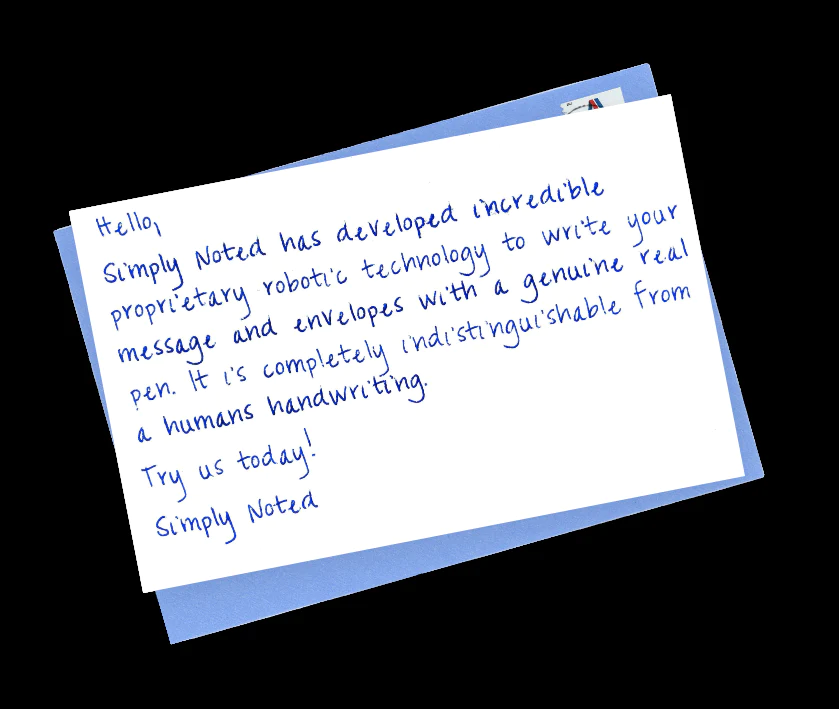 Hello,
Simply Noted has developed incredible
proprietary robotic technology to write your
message and envelopes with a genuine real
pen. It is completely indistinguishable from
a humans handwriting.
Try us today!
Simply Noted